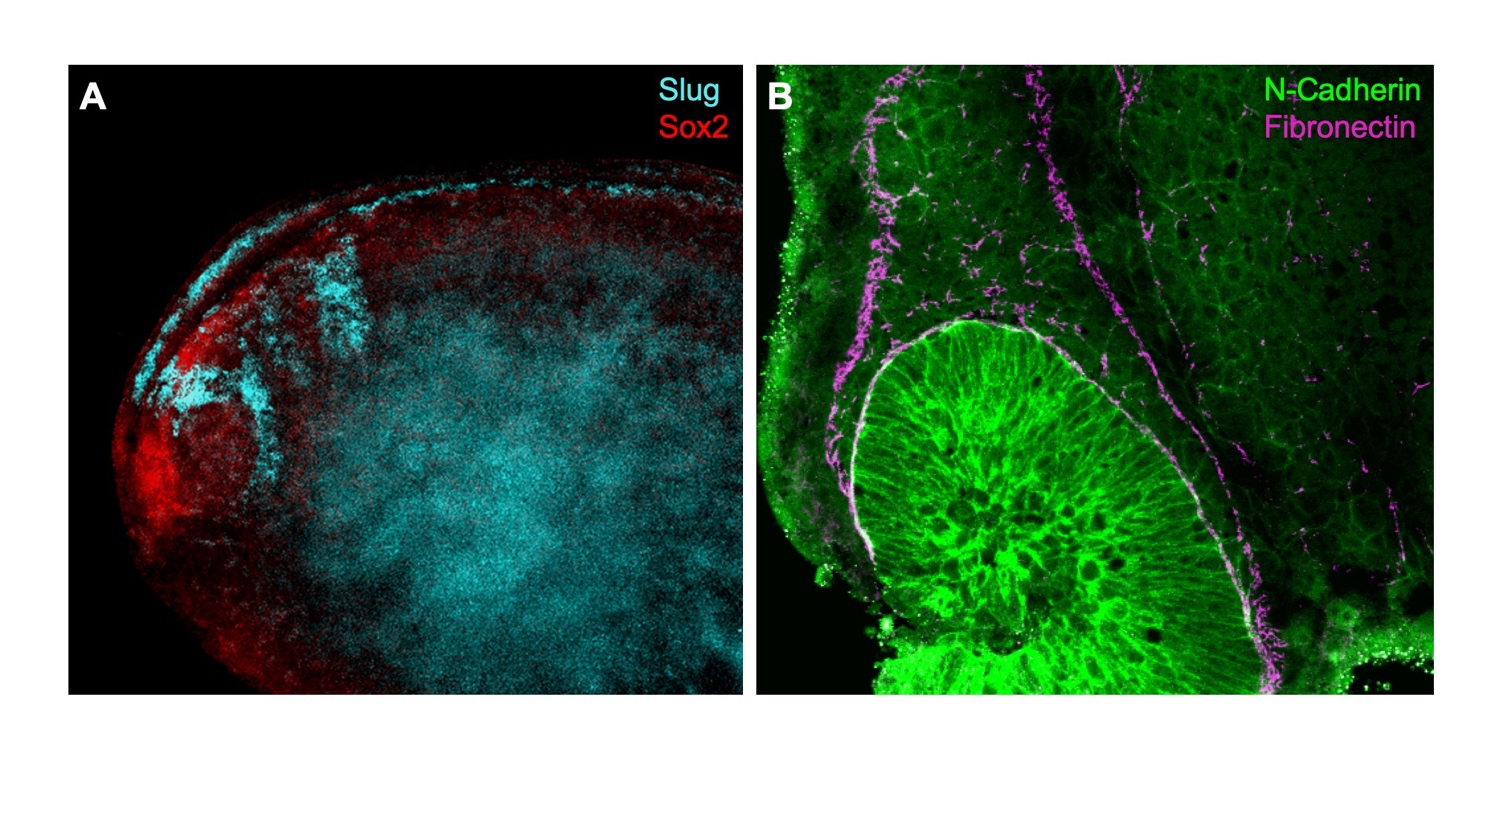 A
Slug
Sox2
B
N-Cadherin
Fibronectin